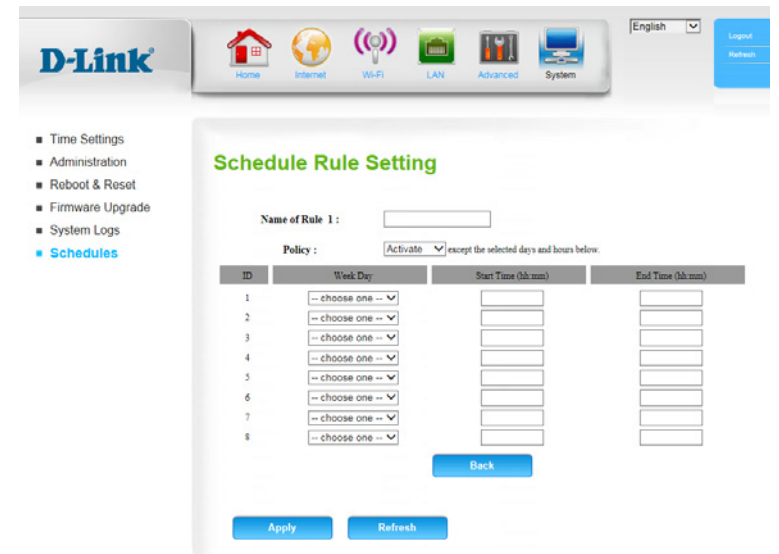 English
Logout
Refresh
D-Link
Home Internet Wi-Fi LAN Advanced System
Time Settings
Administration
Reboot & Reset
Firmware Upgrade
System Logs
Schedules
Schedule Rule Setting
Name of Rule 1 :
Policy : Activate except the selected days and hours below.
ID Week Day Start Time (hh:mm) End Time (hh:mm)
1 -- choose one --
2 -- choose one --
3 -- choose one --
4 -- choose one --
5 -- choose one --
6 -- choose one --
7 -- choose one --
8 -- choose one --
Back
Apply Refresh